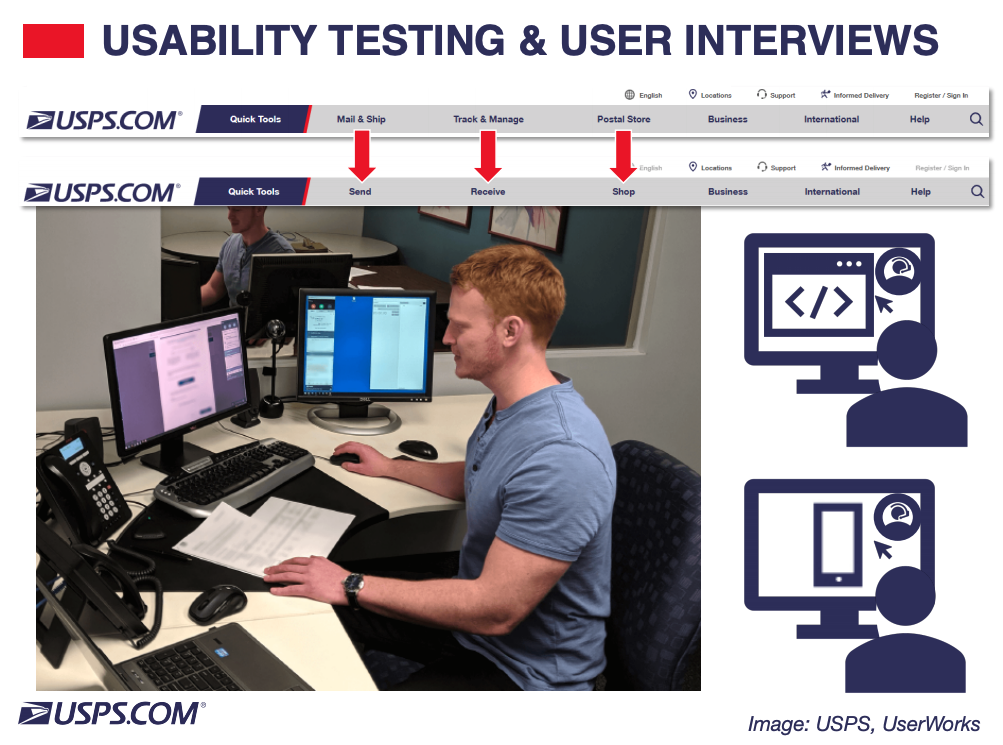 USABILITY TESTING & USER INTERVIEWS
English Locations Support Informed Delivery Register / Sign In
USPS.COM® Quick Tools Mail & Ship Track & Manage Postal Store Business International Help
English Locations Support Informed Delivery Register / Sign In
USPS.COM® Quick Tools Send Receive Shop Business International Help
</>
DELL
USPS.COM®
Image: USPS, UserWorks